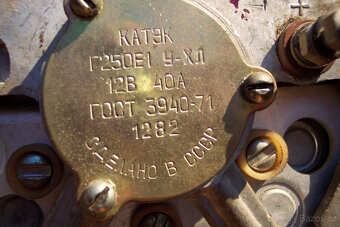 КАТЭК
Г250Е1 У-ХЛ
12В 40А
ГОСТ 3940-71
1282
СДЕЛАНО В СССР
+